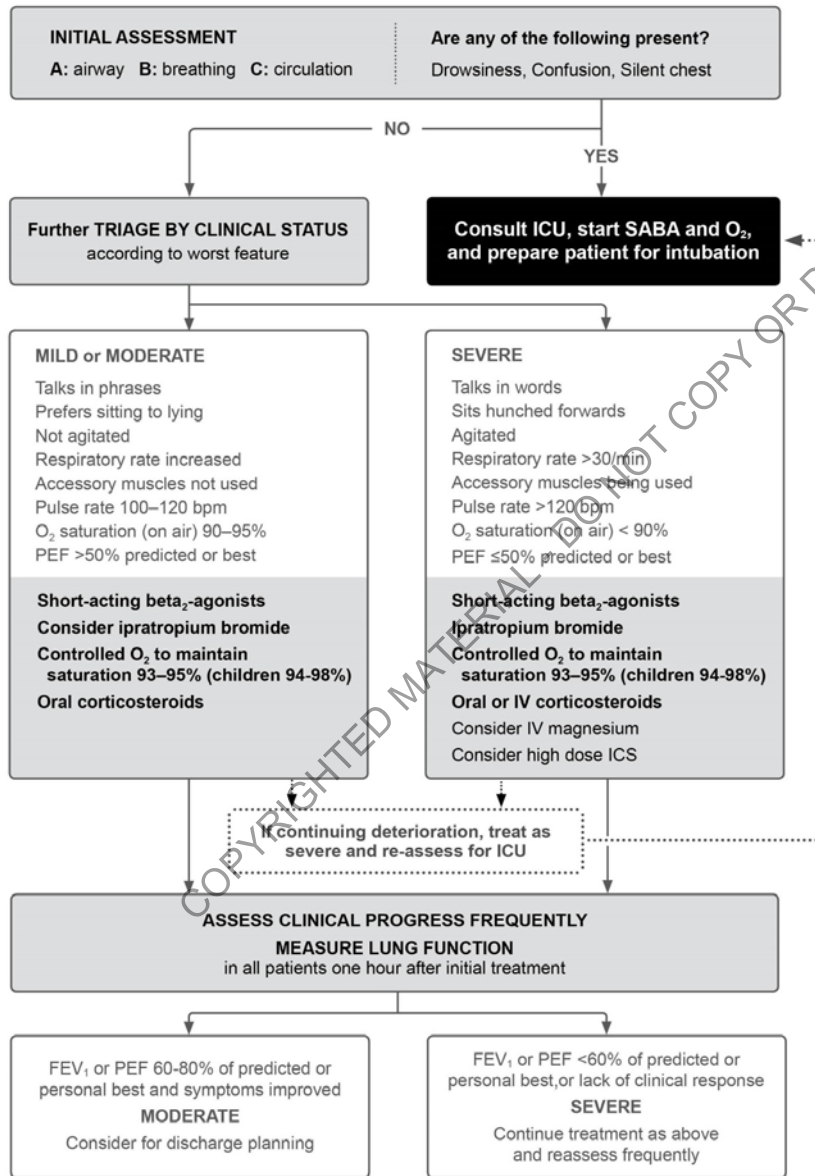 INITIAL ASSESSMENT
A: airway B: breathing C: circulation
Are any of the following present?
Drowsiness, Confusion, Silent chest
NO
YES
Further TRIAGE BY CLINICAL STATUS
according to worst feature
Consult ICU, start SABA and O₂,
and prepare patient for intubation
MILD or MODERATE
Talks in phrases
Prefers sitting to lying
Not agitated
Respiratory rate increased
Accessory muscles not used
Pulse rate 100–120 bpm
O₂ saturation (on air) 90–95%
PEF >50% predicted or best
Short-acting beta₂-agonists
Consider ipratropium bromide
Controlled O₂ to maintain
saturation 93–95% (children 94-98%)
Oral corticosteroids
SEVERE
Talks in words
Sits hunched forwards
Agitated
Respiratory rate >30/min
Accessory muscles being used
Pulse rate >120 bpm
O₂ saturation (on air) < 90%
PEF ≤50% predicted or best
Short-acting beta₂-agonists
Ipratropium bromide
Controlled O₂ to maintain
saturation 93–95% (children 94-98%)
Oral or IV corticosteroids
Consider IV magnesium
Consider high dose ICS
If continuing deterioration, treat as
severe and re-assess for ICU
ASSESS CLINICAL PROGRESS FREQUENTLY
MEASURE LUNG FUNCTION
in all patients one hour after initial treatment
FEV₁ or PEF 60-80% of predicted or
personal best and symptoms improved
MODERATE
Consider for discharge planning
FEV₁ or PEF <60% of predicted or
personal best,or lack of clinical response
SEVERE
Continue treatment as above
and reassess frequently
COPYRIGHTED MATERIAL - DO NOT COPY OR